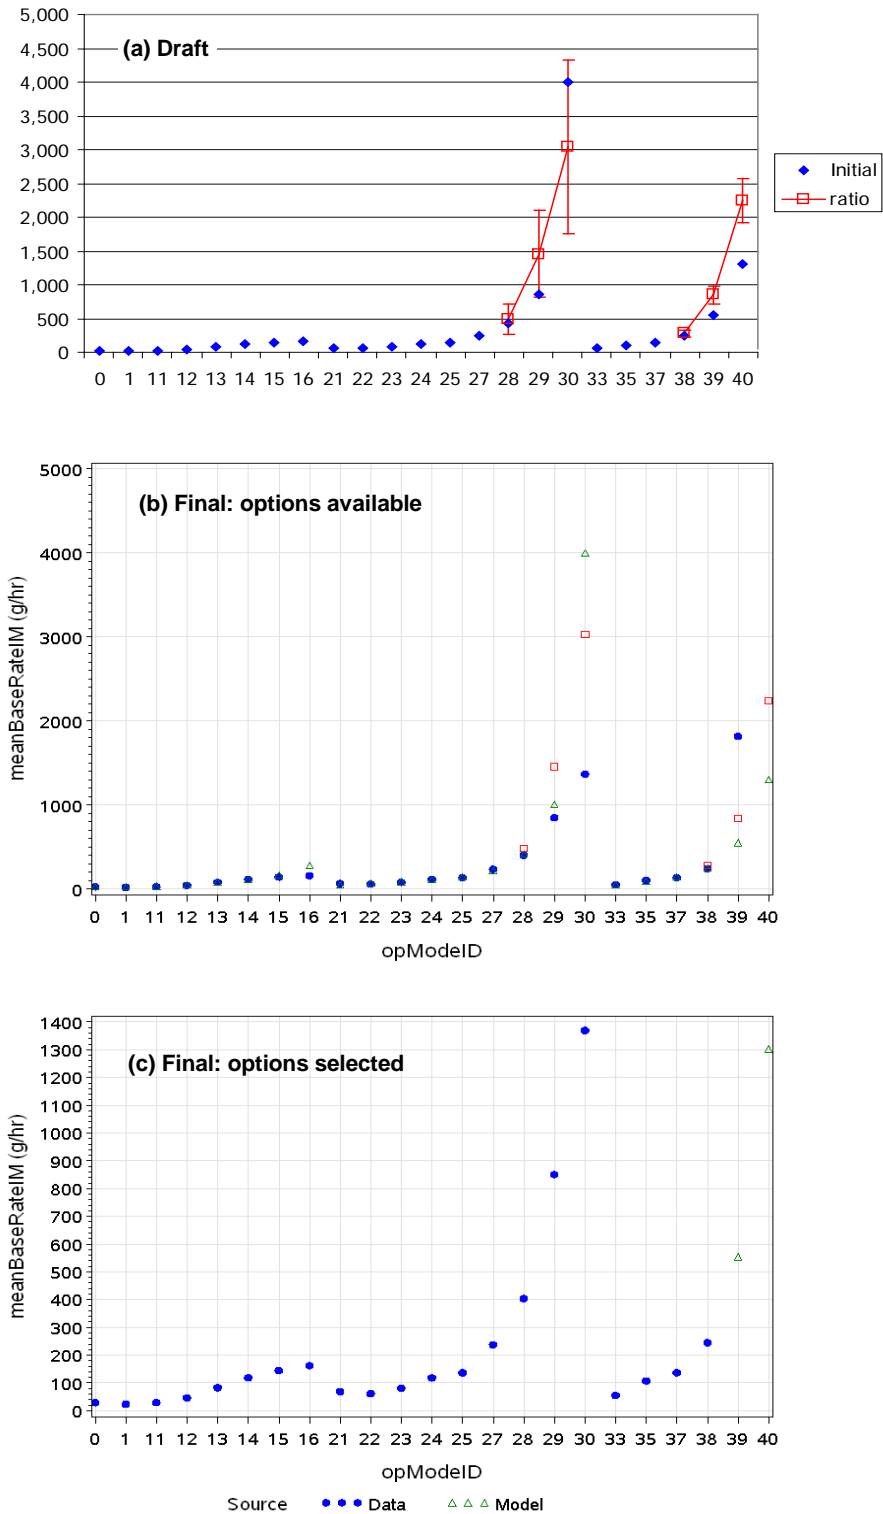 5,000
4,500
(a) Draft
4,000
3,500
3,000
2,500
2,000
1,500
1,000
500
0
0 1 11 12 13 14 15 16 21 22 23 24 25 27 28 29 30 33 35 37 38 39 40
Initial
ratio
5000
(b) Final: options available
4000
3000
2000
1000
0
meanBaseRateIM (g/hr)
0 1 11 12 13 14 15 16 21 22 23 24 25 27 28 29 30 33 35 37 38 39 40
opModeID
1400
1300
(c) Final: options selected
1200
1100
1000
900
800
700
600
500
400
300
200
100
0
meanBaseRateIM (g/hr)
0 1 11 12 13 14 15 16 21 22 23 24 25 27 28 29 30 33 35 37 38 39 40
opModeID
Source Data Model